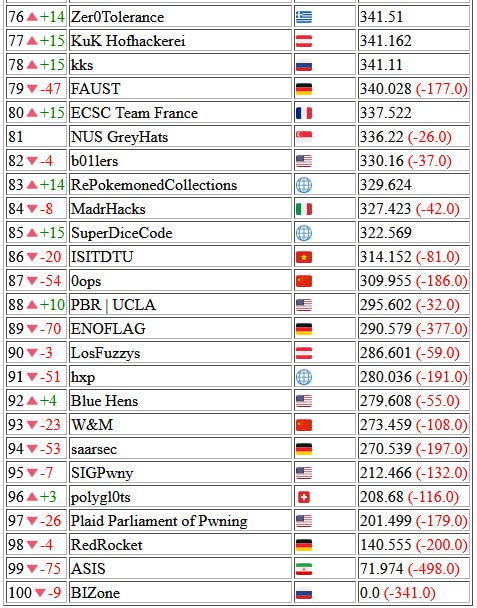 76 ▲ +14 Zer0Tolerance 341.51
77 ▲ +15 KuK Hofhackerei 341.162
78 ▲ +15 kks 341.11
79 ▼ -47 FAUST 340.028 (-177.0)
80 ▲ +15 ECSC Team France 337.522
81 NUS GreyHats 336.22 (-26.0)
82 ▼ -4 b01lers 330.16 (-37.0)
83 ▲ +14 RePokemonedCollections 329.624
84 ▼ -8 MadrHacks 327.423 (-42.0)
85 ▲ +15 SuperDiceCode 322.569
86 ▼ -20 ISITDTU 314.152 (-81.0)
87 ▼ -54 0ops 309.955 (-186.0)
88 ▲ +10 PBR | UCLA 295.602 (-32.0)
89 ▼ -70 ENOFLAG 290.579 (-377.0)
90 ▼ -3 LosFuzzys 286.601 (-59.0)
91 ▼ -51 hxp 280.036 (-191.0)
92 ▲ +4 Blue Hens 279.608 (-55.0)
93 ▼ -23 W&M 273.459 (-108.0)
94 ▼ -53 saarsec 270.539 (-197.0)
95 ▼ -7 SIGPwny 212.466 (-132.0)
96 ▲ +3 polygl0ts 208.68 (-116.0)
97 ▼ -26 Plaid Parliament of Pwning 201.499 (-179.0)
98 ▼ -4 RedRocket 140.555 (-200.0)
99 ▼ -75 ASIS 71.974 (-498.0)
100 ▼ -9 BIZone 0.0 (-341.0)